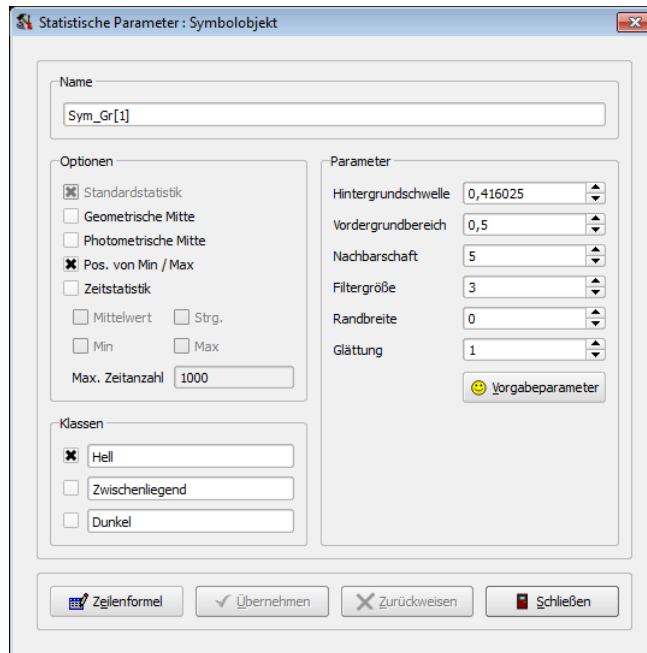 Statistische Parameter : Symbolobjekt
Name
Sym_Gr[1]
Optionen
Standardstatistik
Geometrische Mitte
Photometrische Mitte
Pos. von Min / Max
Zeitstatistik
Mittelwert Strg.
Min Max
Max. Zeitanzahl 1000
Klassen
Hell
Zwischenliegend
Dunkel
Parameter
Hintergrundschwelle 0,416025
Vordergrundbereich 0,5
Nachbarschaft 5
Filtergröße 3
Randbreite 0
Glättung 1
Vorgabeparameter
Zeilenformel Übernehmen Zurückweisen Schließen